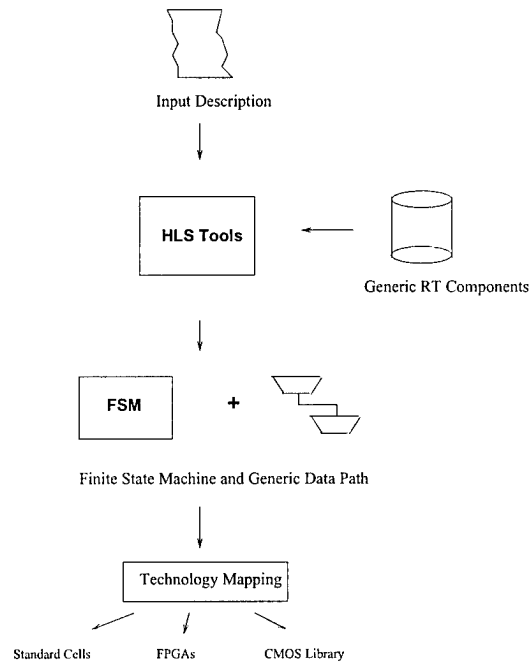 Input Description
HLS Tools
Generic RT Components
FSM
+
Finite State Machine and Generic Data Path
Technology Mapping
Standard Cells
FPGAs
CMOS Library